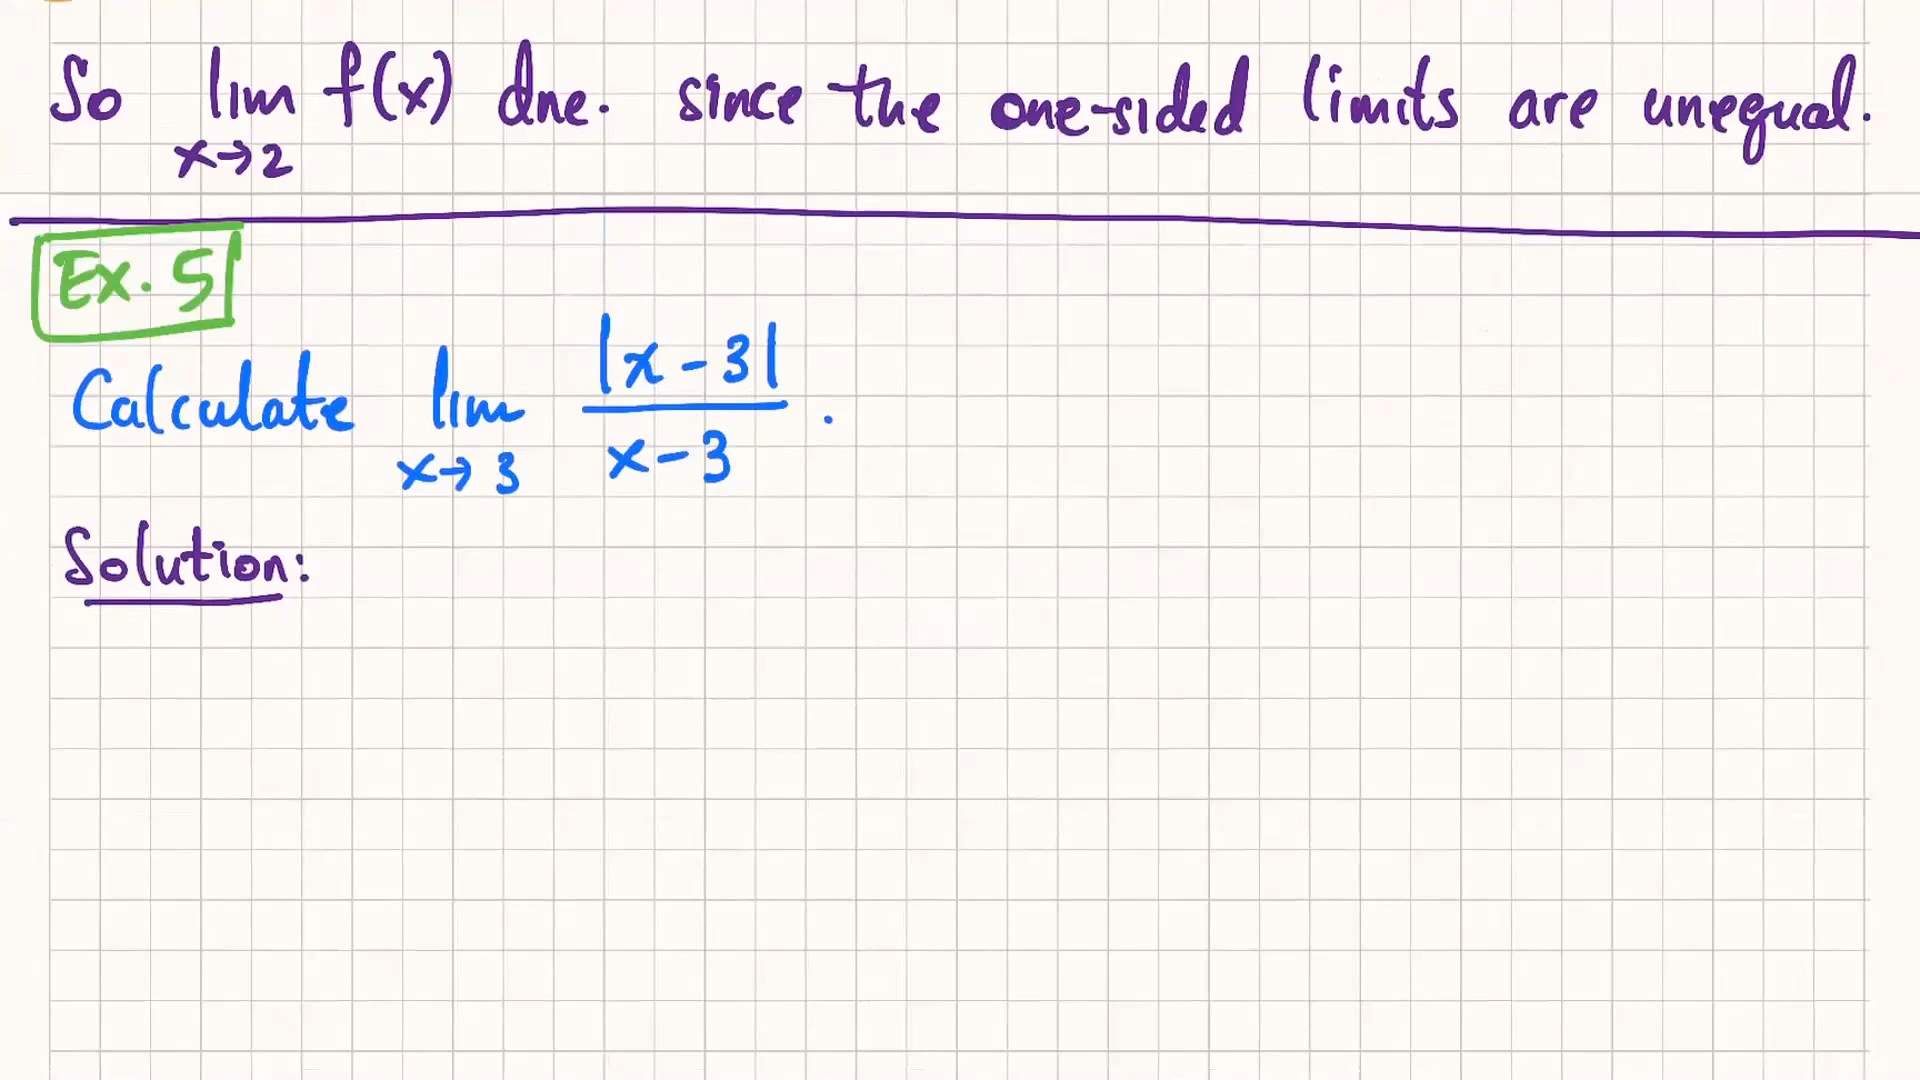 So lim f(x) dne. since the one-sided limits are unequal.
x→2
Ex. 5
Calculate lim |x-3| / x-3 .
x→3
Solution: